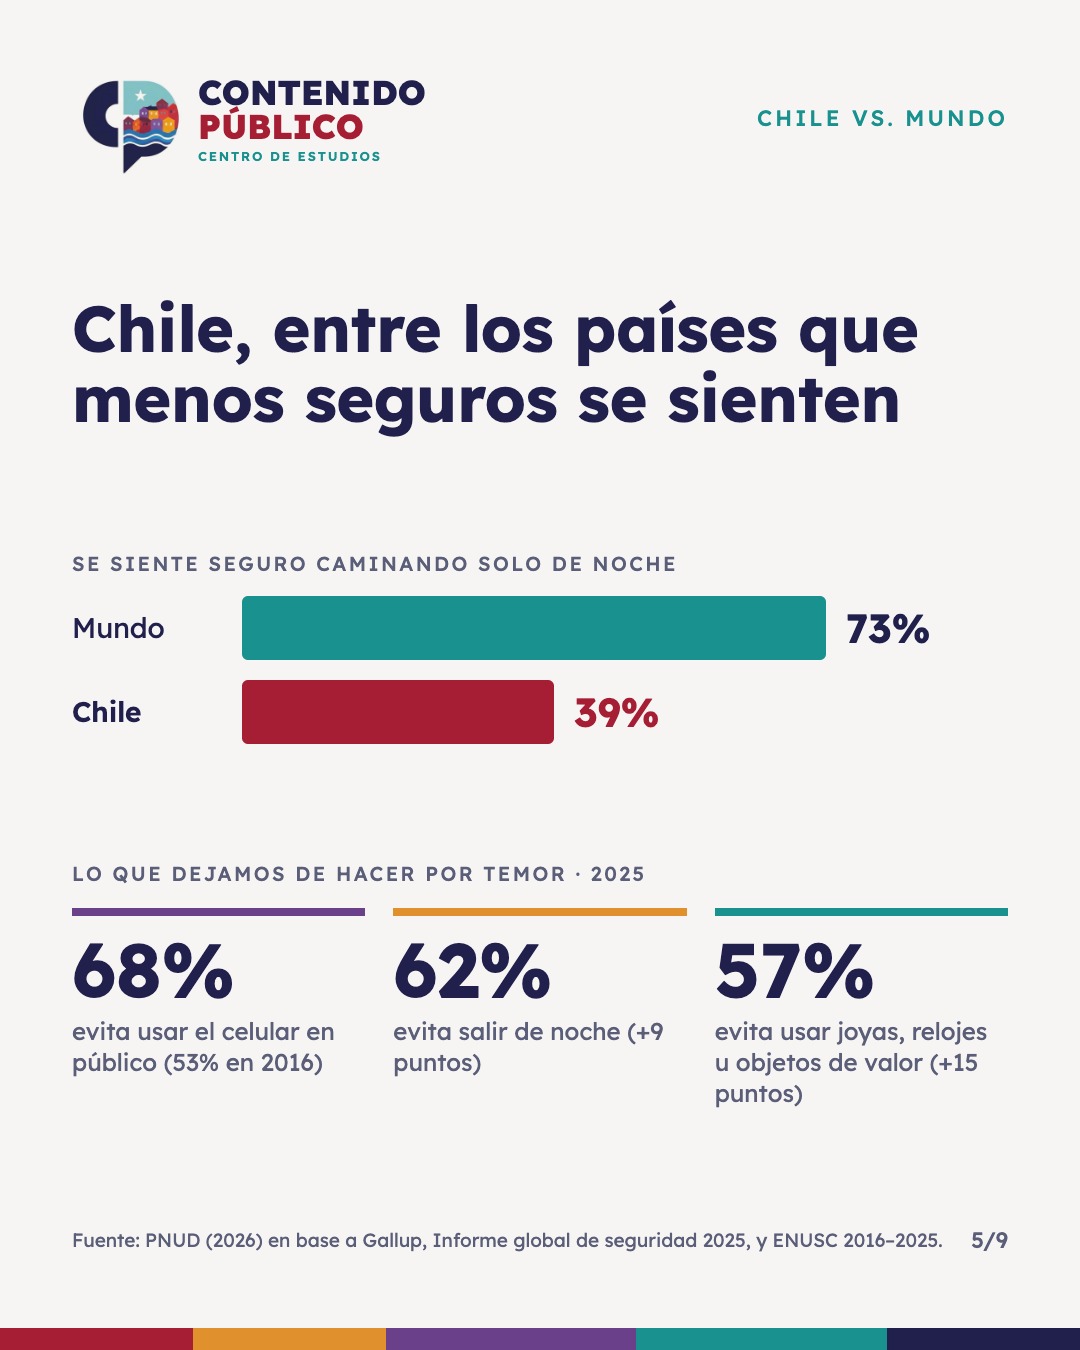 CONTENIDO
PÚBLICO
CENTRO DE ESTUDIOS
CHILE VS. MUNDO
Chile, entre los países que
menos seguros se sienten
SE SIENTE SEGURO CAMINANDO SOLO DE NOCHE
Mundo 73%
Chile 39%
LO QUE DEJAMOS DE HACER POR TEMOR · 2025
68%
evita usar el celular en
público (53% en 2016)
62%
evita salir de noche (+9
puntos)
57%
evita usar joyas, relojes
u objetos de valor (+15
puntos)
Fuente: PNUD (2026) en base a Gallup, Informe global de seguridad 2025, y ENUSC 2016–2025. 5/9